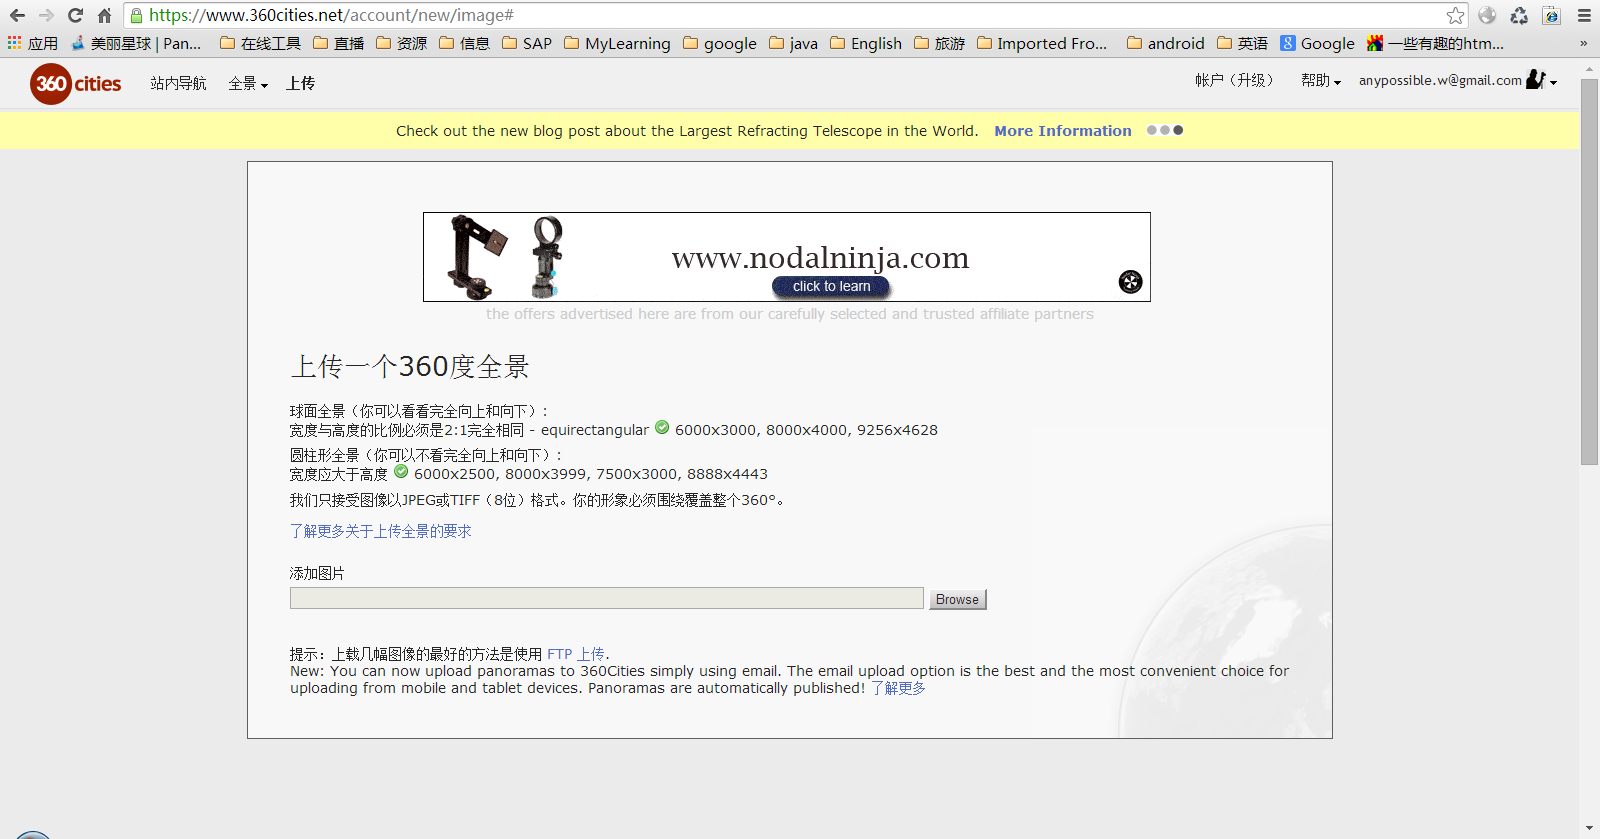 https://www.360cities.net/account/new/image#
应用 美丽星球 | Pan... 在线工具 直播 资源 信息 SAP MyLearning google java English 旅游 Imported Fro... android 英语 Google 一些有趣的htm... »
360 cities 站内导航 全景 上传 帐户（升级） 帮助 anypossible.w@gmail.com
Check out the new blog post about the Largest Refracting Telescope in the World. More Information
www.nodalninja.com
click to learn
the offers advertised here are from our carefully selected and trusted affiliate partners
上传一个360度全景
球面全景（你可以看看完全向上和向下）:
宽度与高度的比例必须是2:1完全相同 - equirectangular 6000x3000, 8000x4000, 9256x4628
圆柱形全景（你可以不看完全向上和向下）:
宽度应大于高度 6000x2500, 8000x3999, 7500x3000, 8888x4443
我们只接受图像以JPEG或TIFF（8位）格式。你的形象必须围绕覆盖整个360°。
了解更多关于上传全景的要求
添加图片
Browse
提示：上载几幅图像的最好的方法是使用 FTP 上传.
New: You can now upload panoramas to 360Cities simply using email. The email upload option is the best and the most convenient choice for
uploading from mobile and tablet devices. Panoramas are automatically published! 了解更多